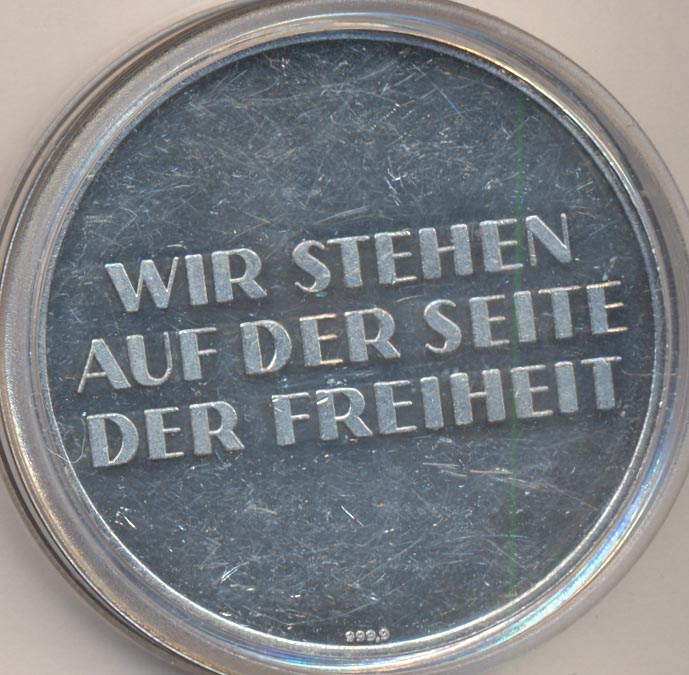 WIR STEHEN
AUF DER SEITE
DER FREIHEIT
999,9